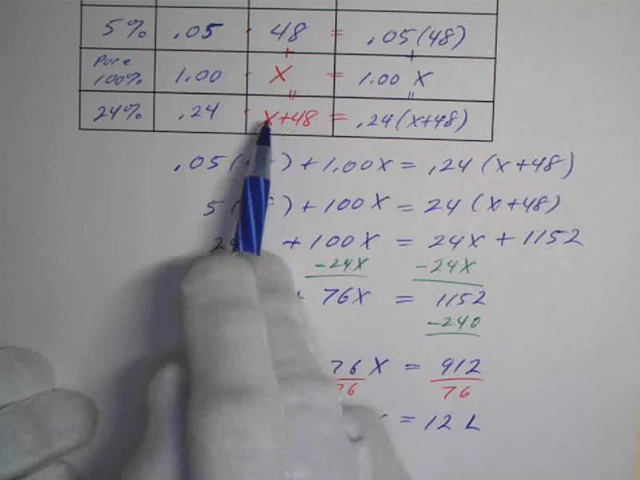 5% .05 · 48 = .05(48)
+ +
Pure
100% 1.00 · X = 1.00 X
= =
24% .24 · x+48 = .24(x+48)
.05( ) + 1.00X = .24(x+48)
5( ) + 100X = 24(x+48)
+ 100X = 24X + 1152
-24X -24X
76X = 1152
-240
76X = 912
76 76
= 12 L